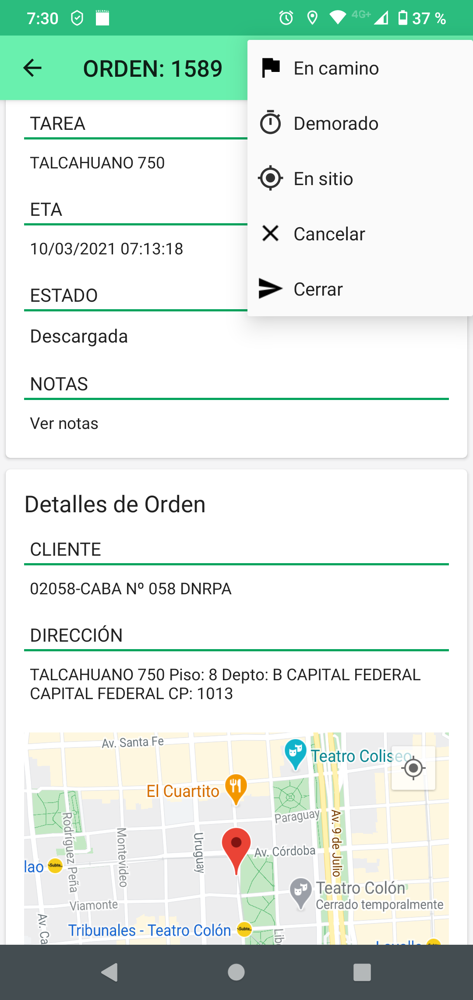 7:30
UBERALL
4G+
37 %
ORDEN: 1589
En camino
Demorado
En sitio
Cancelar
Cerrar
TAREA
TALCAHUANO 750
ETA
10/03/2021 07:13:18
ESTADO
Descargada
NOTAS
Ver notas
Detalles de Orden
CLIENTE
02058-CABA Nº 058 DNRPA
DIRECCIÓN
TALCAHUANO 750 Piso: 8 Depto: B CAPITAL FEDERAL
CAPITAL FEDERAL CP: 1013
Av. Santa Fe
Teatro Coliseo
El Cuartito
Paraguay
Rodríguez Peña
Montevideo
Uruguay
Av. 9 de Julio
Av. Córdoba
lao
Subte
Teatro Colón
Cerrado temporalmente
Viamonte
Av. Ca
Tribunales - Teatro Colón
Subte
Lib